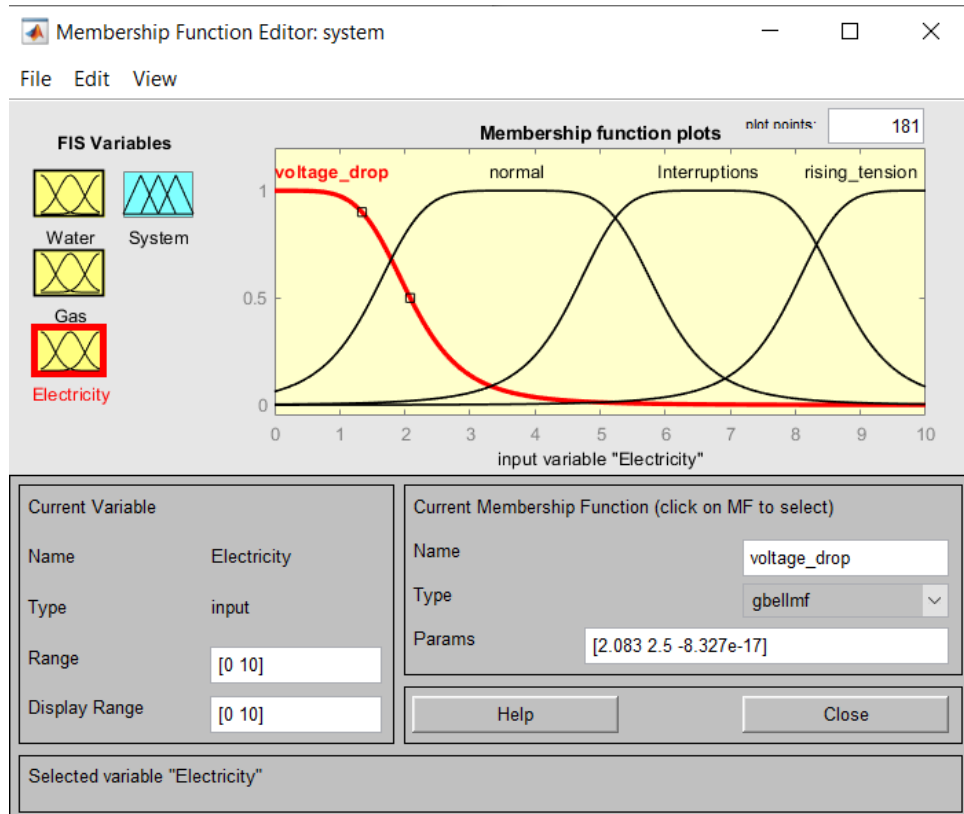 Membership Function Editor: system
File Edit View
FIS Variables
Water
System
Gas
Electricity
Membership function plots
plot points:
181
voltage_drop
normal
Interruptions
rising_tension
1
0.5
0
0 1 2 3 4 5 6 7 8 9 10
input variable "Electricity"
Current Variable
Name Electricity
Type input
Range [0 10]
Display Range [0 10]
Current Membership Function (click on MF to select)
Name voltage_drop
Type gbellmf
Params [2.083 2.5 -8.327e-17]
Help
Close
Selected variable "Electricity"